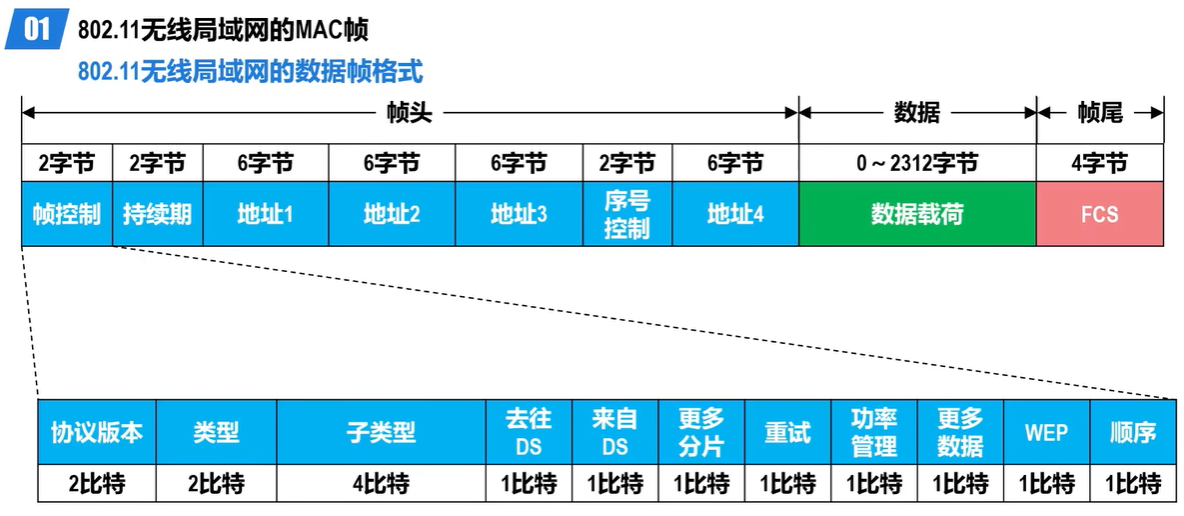 01 802.11无线局域网的MAC帧
802.11无线局域网的数据帧格式
帧头 数据 帧尾
2字节 2字节 6字节 6字节 6字节 2字节 6字节 0～2312字节 4字节
帧控制 持续期 地址1 地址2 地址3 序号控制 地址4 数据载荷 FCS
协议版本 类型 子类型 去往DS 来自DS 更多分片 重试 功率管理 更多数据 WEP 顺序
2比特 2比特 4比特 1比特 1比特 1比特 1比特 1比特 1比特 1比特 1比特